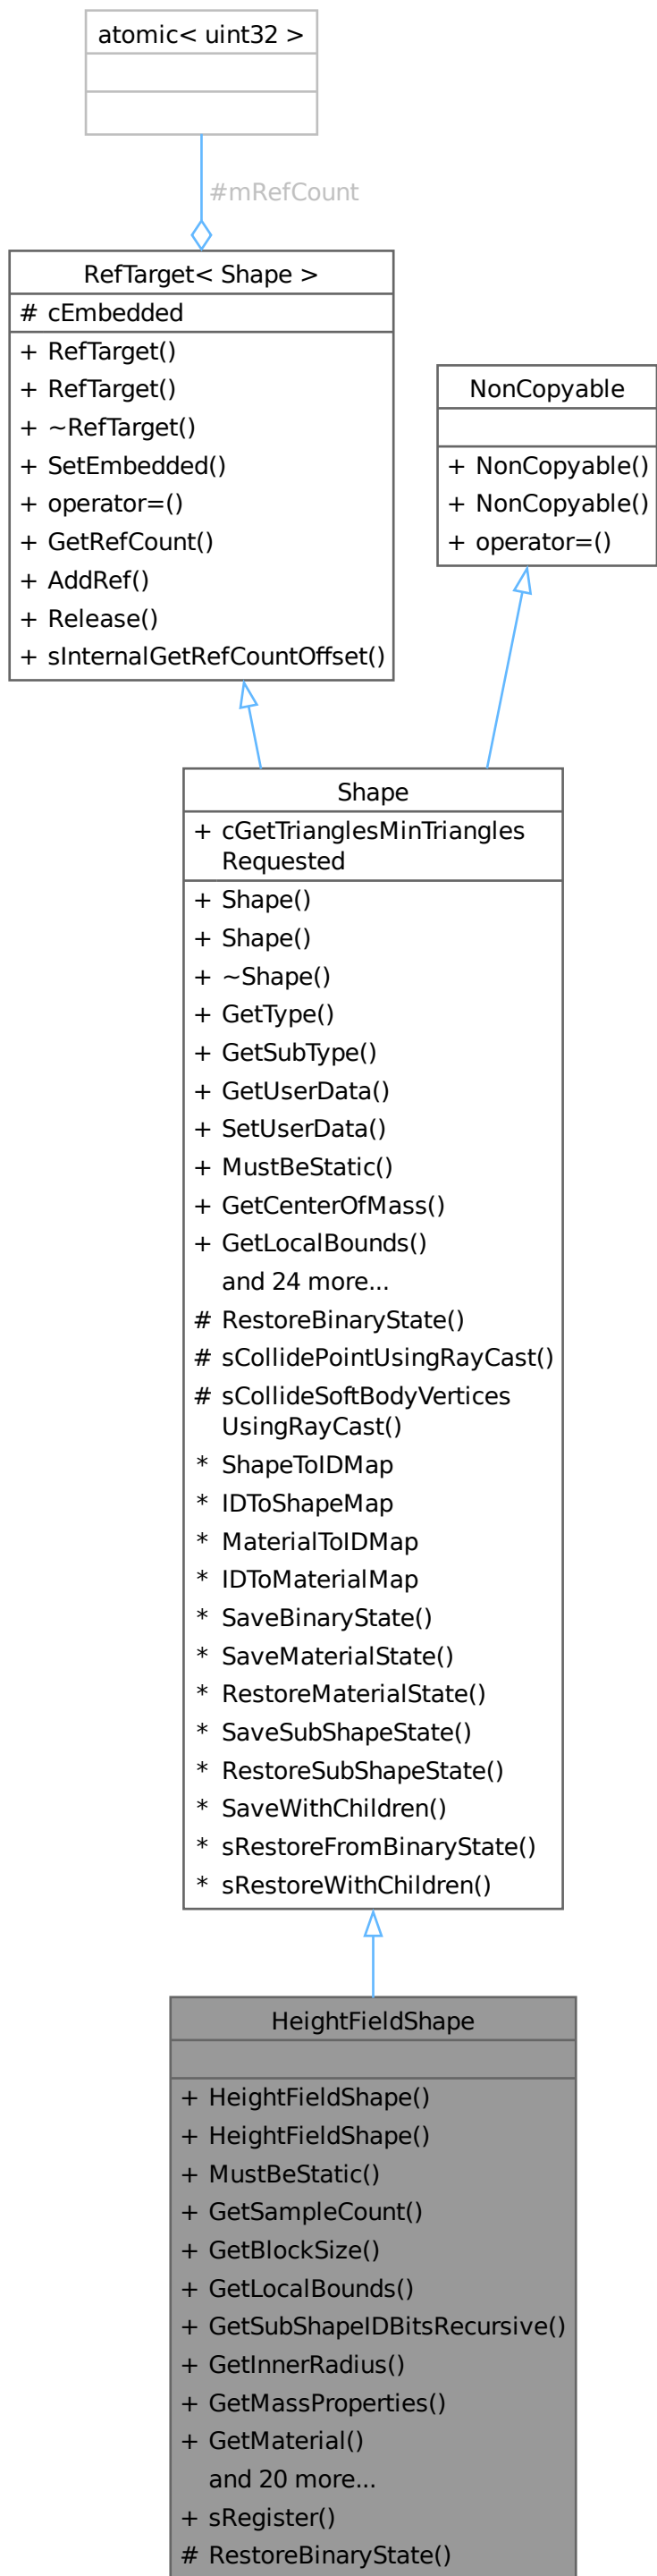 atomic< uint32 >
#mRefCount
RefTarget< Shape >
# cEmbedded
+ RefTarget()
+ RefTarget()
+ ~RefTarget()
+ SetEmbedded()
+ operator=()
+ GetRefCount()
+ AddRef()
+ Release()
+ sInternalGetRefCountOffset()
NonCopyable
+ NonCopyable()
+ NonCopyable()
+ operator=()
Shape
+ cGetTrianglesMinTriangles
Requested
+ Shape()
+ Shape()
+ ~Shape()
+ GetType()
+ GetSubType()
+ GetUserData()
+ SetUserData()
+ MustBeStatic()
+ GetCenterOfMass()
+ GetLocalBounds()
and 24 more...
# RestoreBinaryState()
# sCollidePointUsingRayCast()
# sCollideSoftBodyVertices
UsingRayCast()
* ShapeToIDMap
* IDToShapeMap
* MaterialToIDMap
* IDToMaterialMap
* SaveBinaryState()
* SaveMaterialState()
* RestoreMaterialState()
* SaveSubShapeState()
* RestoreSubShapeState()
* SaveWithChildren()
* sRestoreFromBinaryState()
* sRestoreWithChildren()
HeightFieldShape
+ HeightFieldShape()
+ HeightFieldShape()
+ MustBeStatic()
+ GetSampleCount()
+ GetBlockSize()
+ GetLocalBounds()
+ GetSubShapeIDBitsRecursive()
+ GetInnerRadius()
+ GetMassProperties()
+ GetMaterial()
and 20 more...
+ sRegister()
# RestoreBinaryState()